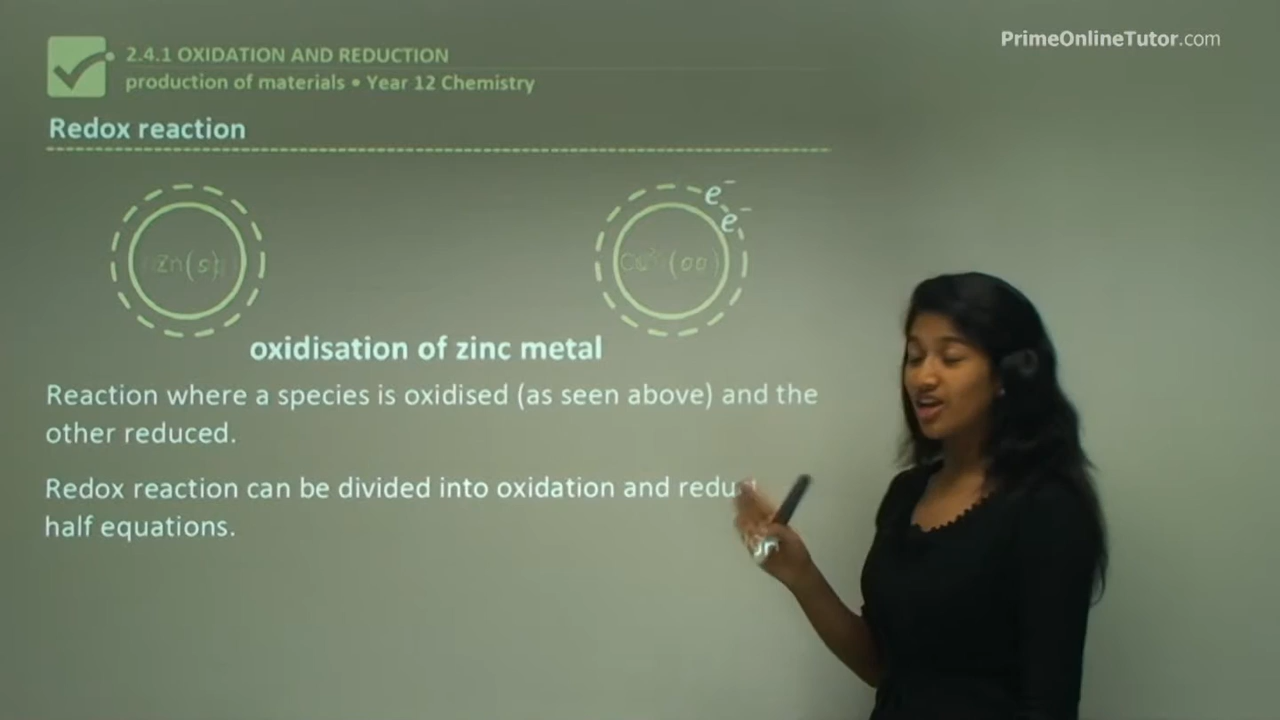 PrimeOnlineTutor.com
2.4.1 OXIDATION AND REDUCTION
production of materials • Year 12 Chemistry
Redox reaction
e⁻
e⁻
Zn(s)
oxidisation of zinc metal
Reaction where a species is oxidised (as seen above) and the
other reduced.
Redox reaction can be divided into oxidation and
half equations.